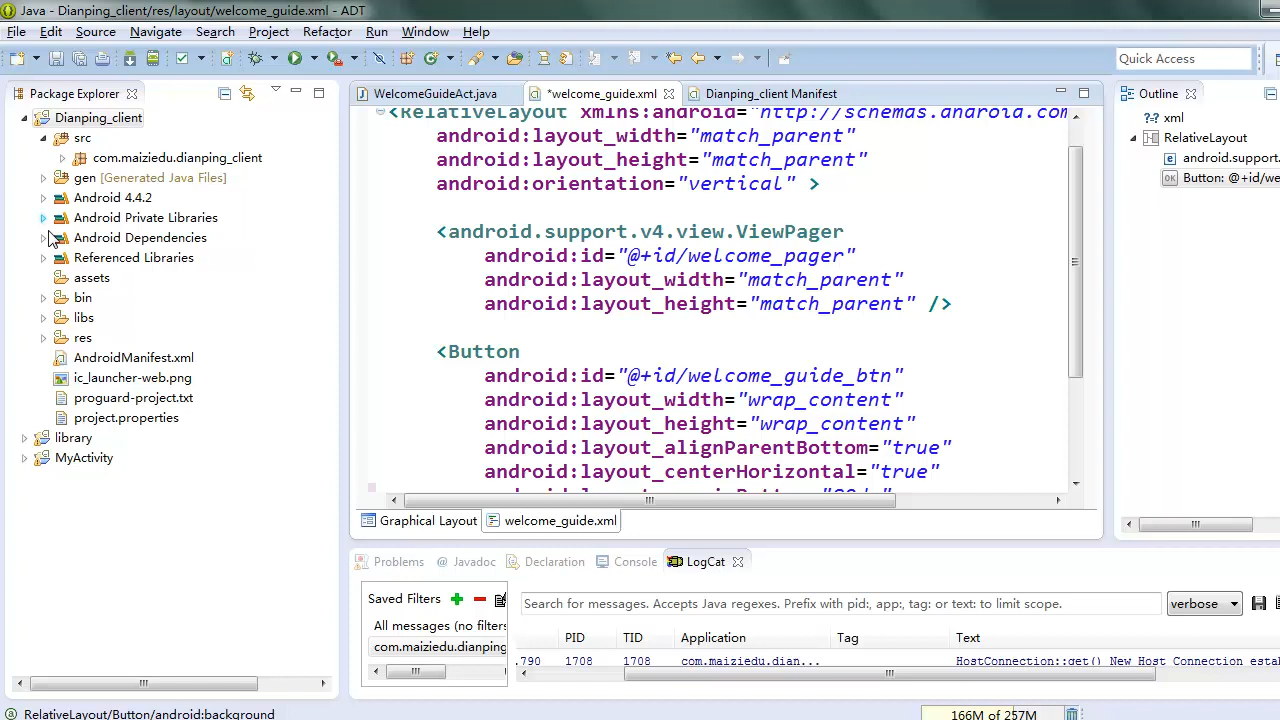 Java - Dianping_client/res/layout/welcome_guide.xml - ADT
File Edit Source Navigate Search Project Refactor Run Window Help
Quick Access
Package Explorer
Dianping_client
src
com.maiziedu.dianping_client
gen [Generated Java Files]
Android 4.4.2
Android Private Libraries
Android Dependencies
Referenced Libraries
assets
bin
libs
res
AndroidManifest.xml
ic_launcher-web.png
proguard-project.txt
project.properties
library
MyActivity
WelcomeGuideAct.java *welcome_guide.xml Dianping_client Manifest
<RelativeLayout xmlns:android="http://schemas.android.com
android:layout_width="match_parent"
android:layout_height="match_parent"
android:orientation="vertical" >
<android.support.v4.view.ViewPager
android:id="@+id/welcome_pager"
android:layout_width="match_parent"
android:layout_height="match_parent" />
<Button
android:id="@+id/welcome_guide_btn"
android:layout_width="wrap_content"
android:layout_height="wrap_content"
android:layout_alignParentBottom="true"
android:layout_centerHorizontal="true"
Graphical Layout welcome_guide.xml
Outline
xml
RelativeLayout
android.support.
Button: @+id/we
Problems @ Javadoc Declaration Console LogCat
Saved Filters
All messages (no filters
com.maiziedu.dianping
Search for messages. Accepts Java regexes. Prefix with pid:, app:, tag: or text: to limit scope.
verbose
PID TID Application Tag Text
.790 1708 1708 com.maiziedu.dian... HostConnection::get() New Host Connection esta
RelativeLayout/Button/android:background
166M of 257M